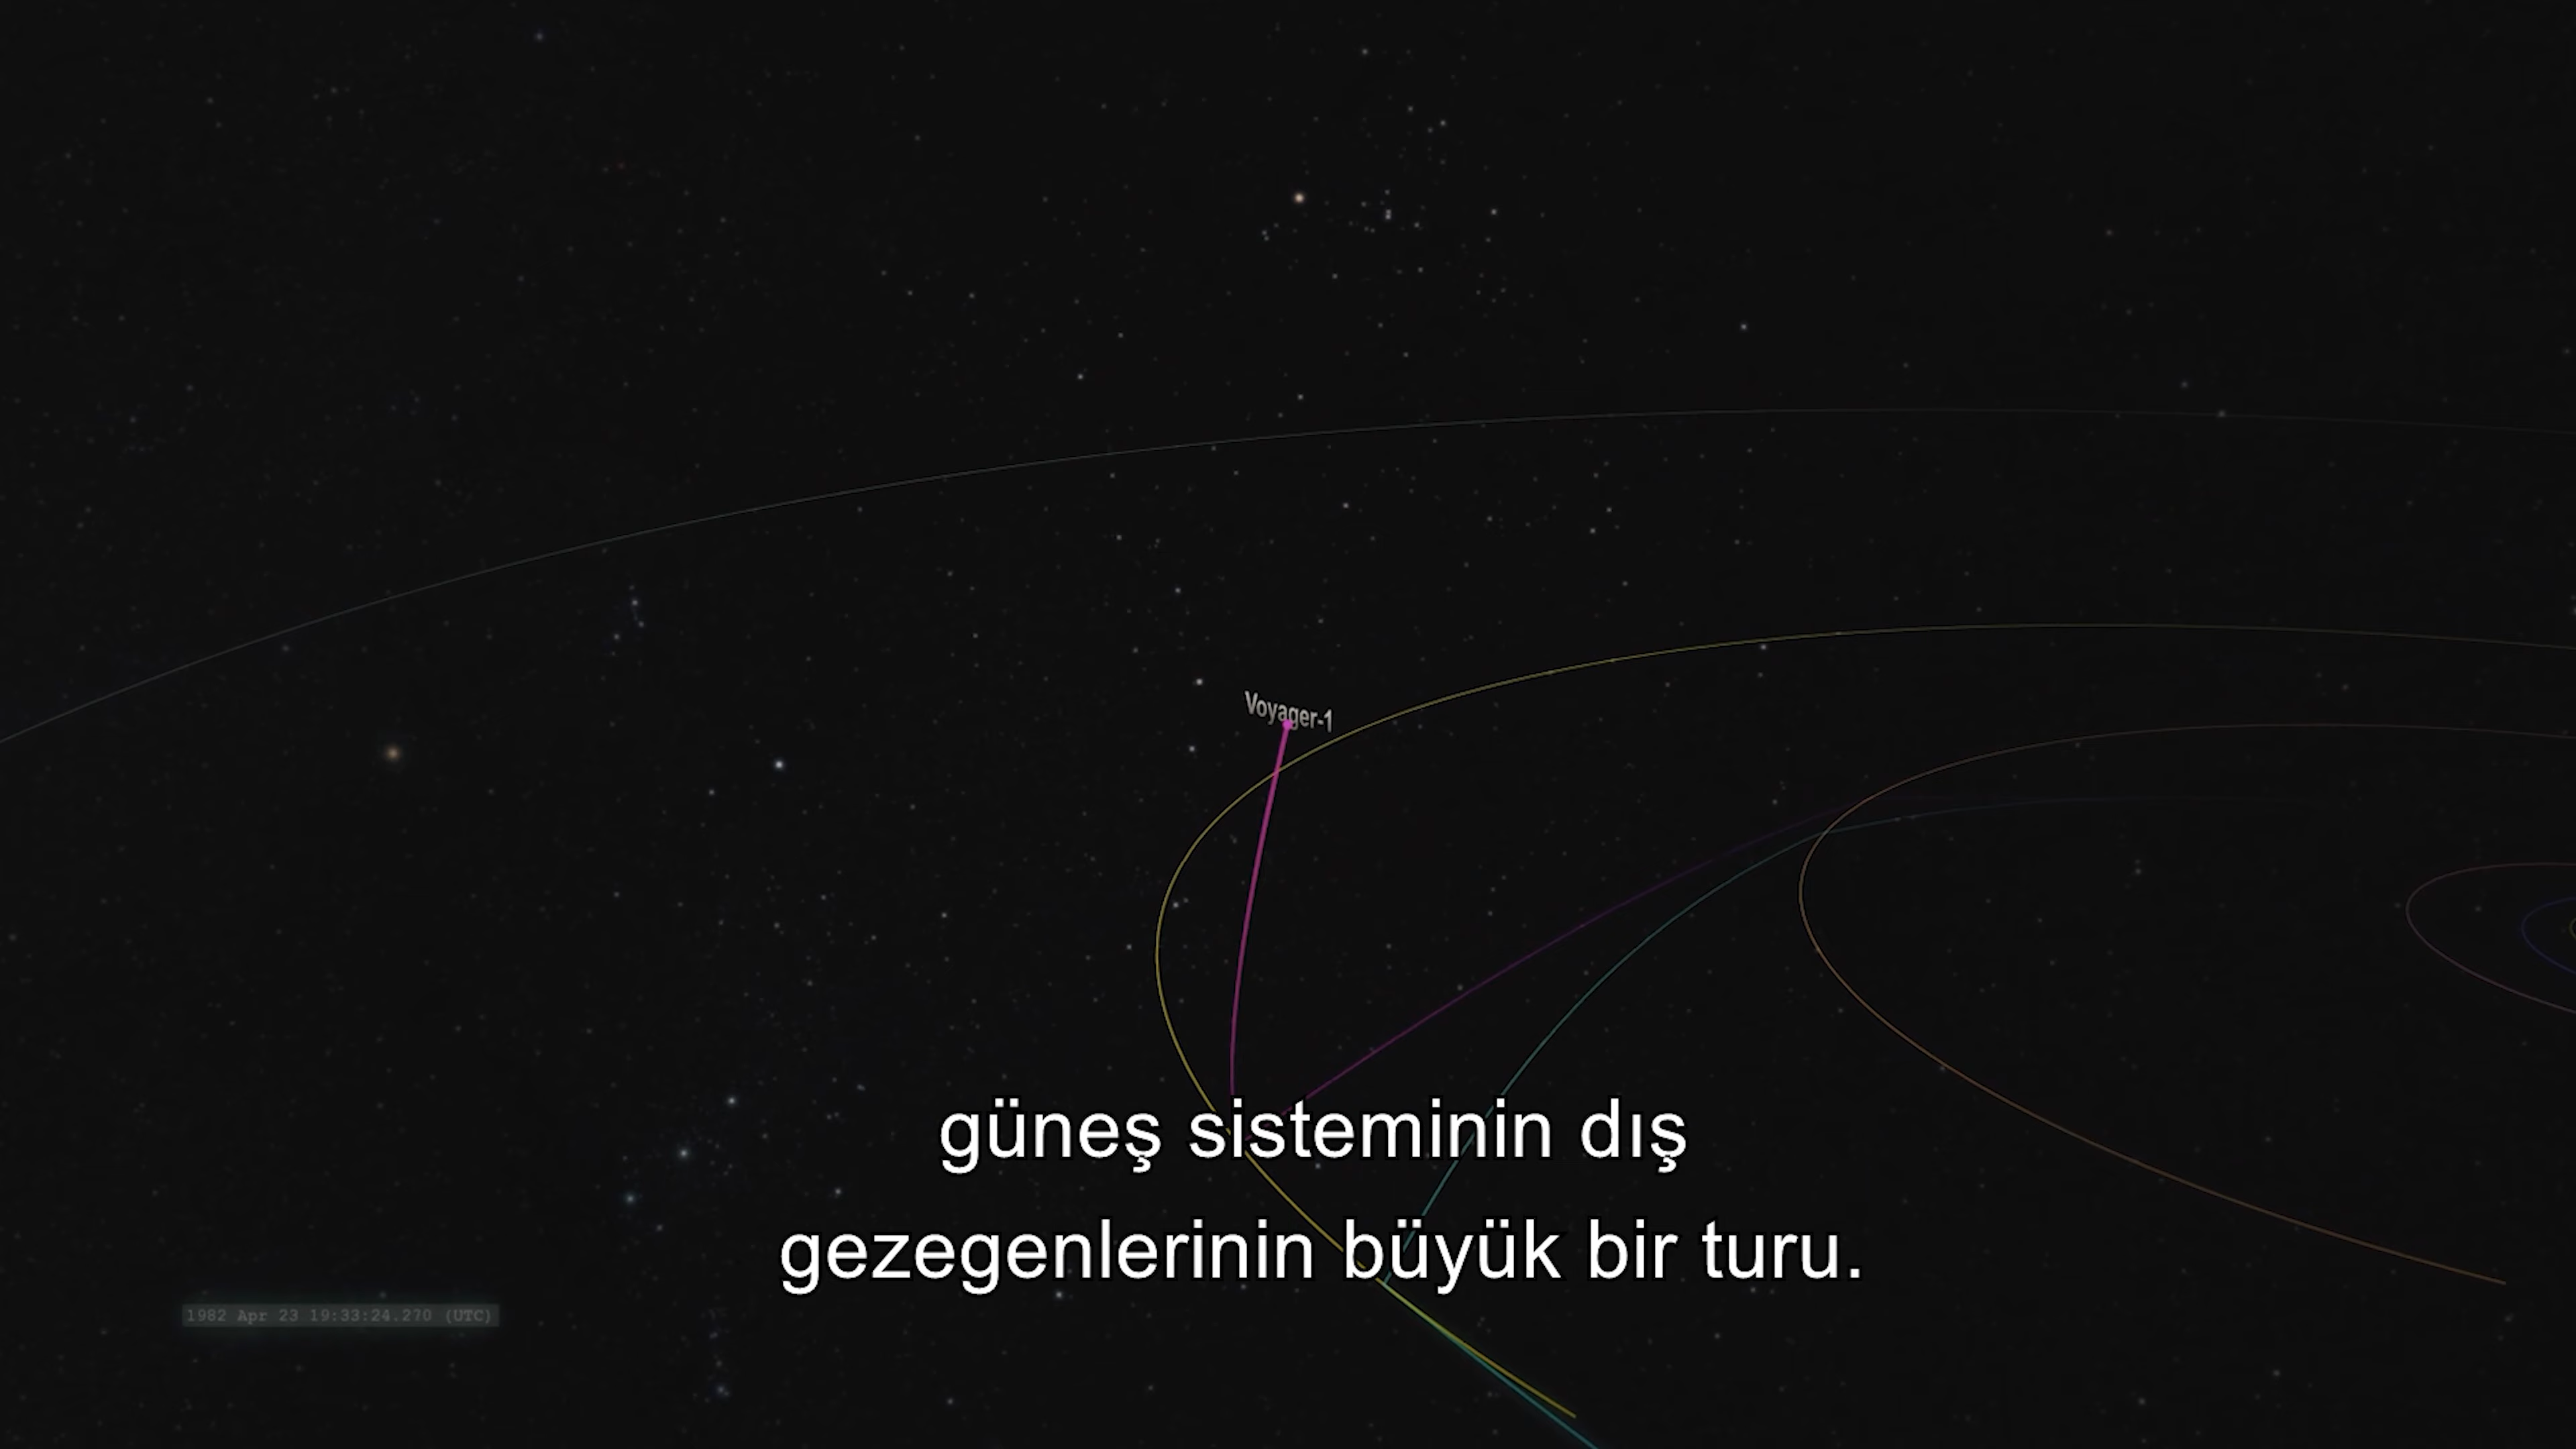 Voyager-1
güneş sisteminin dış
gezegenlerinin büyük bir turu.
1982 Apr 23 19:33:24.270 (UTC)